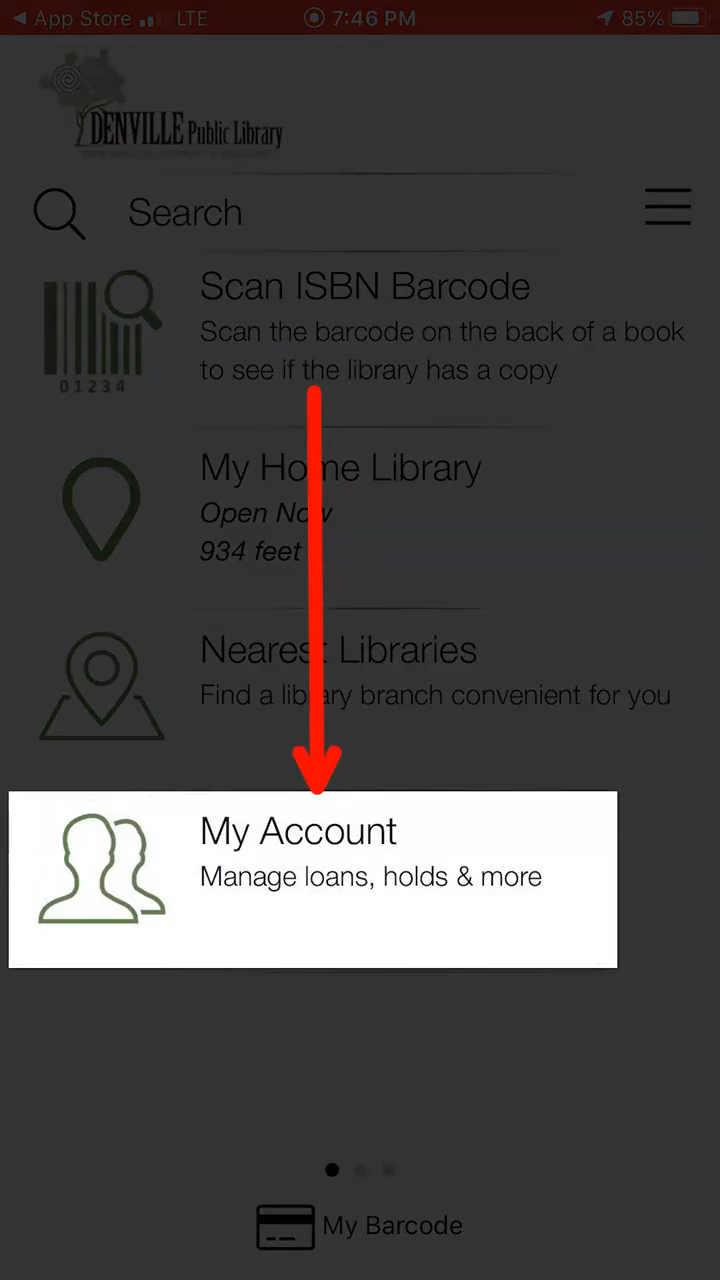 App Store LTE 7:46 PM 85%
DENVILLE Public Library
Search
Scan ISBN Barcode
Scan the barcode on the back of a book
to see if the library has a copy
01234
My Home Library
Open Now
934 feet
Nearest Libraries
Find a library branch convenient for you
My Account
Manage loans, holds & more
My Barcode